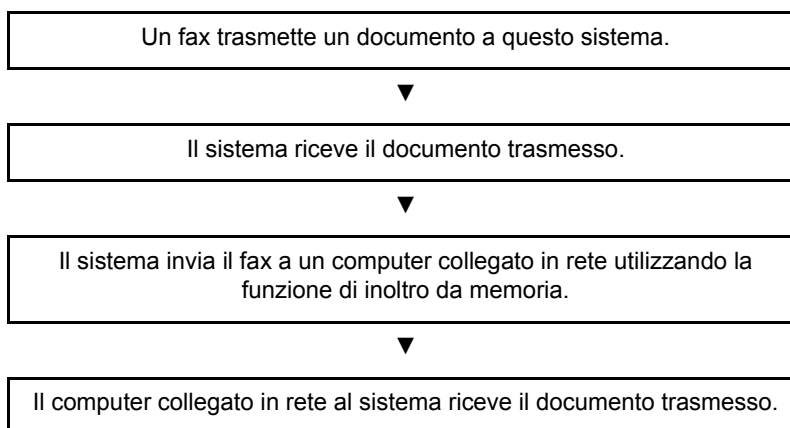 Un fax trasmette un documento a questo sistema.
▼
Il sistema riceve il documento trasmesso.
▼
Il sistema invia il fax a un computer collegato in rete utilizzando la
funzione di inoltro da memoria.
▼
Il computer collegato in rete al sistema riceve il documento trasmesso.